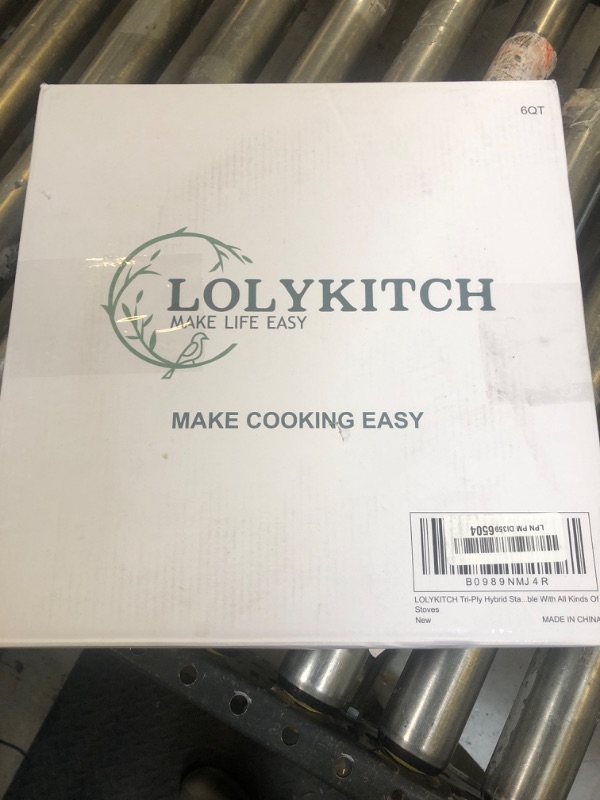 6QT
LOLYKITCH
MAKE LIFE EASY
MAKE COOKING EASY
LPN PM DI3596504
B0989NMJ4R
LOLYKITCH Tri-Ply Hybrid Sta...ble With All Kinds Of
Stoves
New MADE IN CHINA